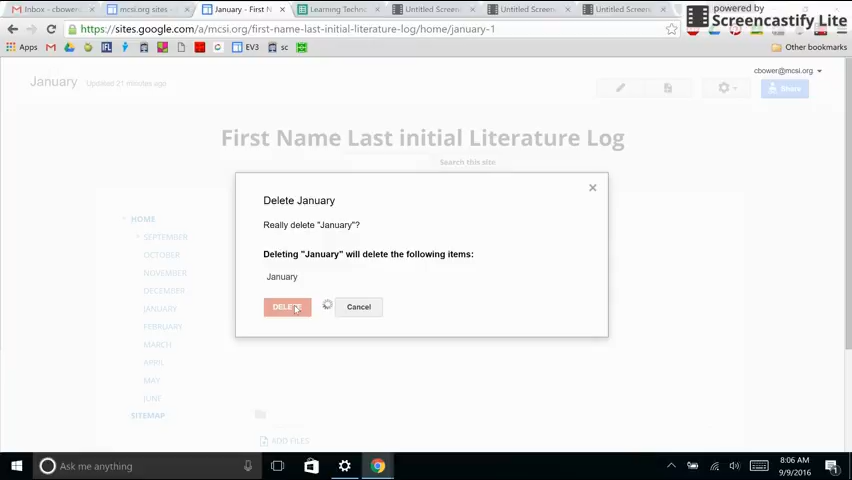 Inbox - cbower@mc
mcsi.org sites -
January - First N
Learning Techno
Untitled Screen
Untitled Screen
Untitled Screen
powered by
Screencastify Lite
https://sites.google.com/a/mcsi.org/first-name-last-initial-literature-log/home/january-1
Apps
EV3
sc
Other bookmarks
cbower@mcsi.org
January
Updated 21 minutes ago
Share
First Name Last initial Literature Log
Search this site
Delete January
Really delete "January"?
Deleting "January" will delete the following items:
January
DELETE
Cancel
HOME
SEPTEMBER
OCTOBER
NOVEMBER
DECEMBER
JANUARY
FEBRUARY
MARCH
APRIL
MAY
JUNE
SITEMAP
ADD FILES
Ask me anything
8:06 AM
9/9/2016